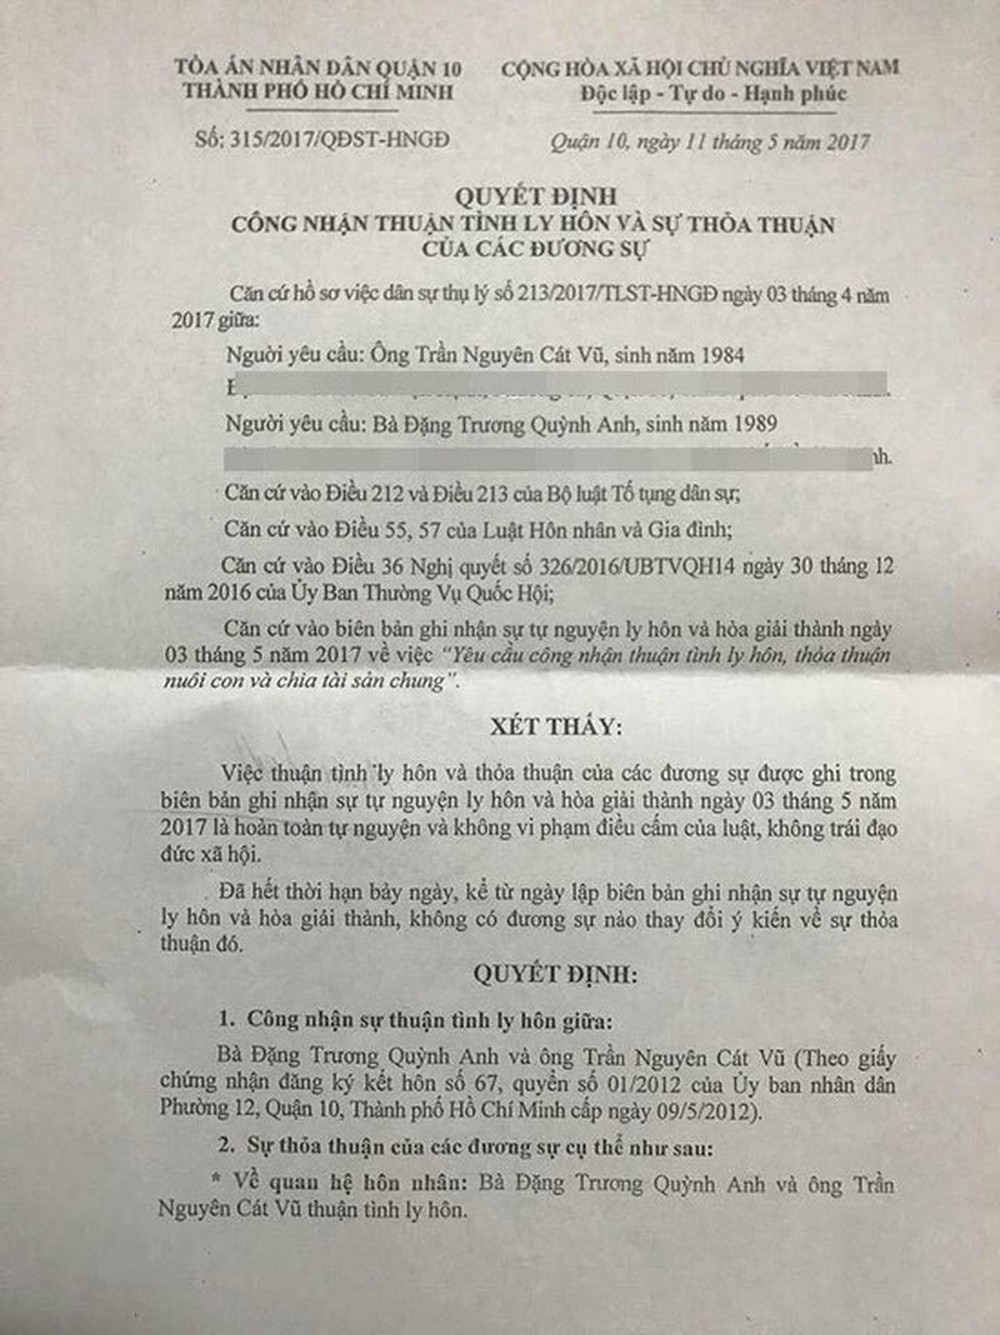 TÒA ÁN NHÂN DÂN QUẬN 10
THÀNH PHỐ HỒ CHÍ MINH
Số: 315/2017/QĐST-HNGĐ
CỘNG HÒA XÃ HỘI CHỦ NGHĨA VIỆT NAM
Độc lập - Tự do - Hạnh phúc
Quận 10, ngày 11 tháng 5 năm 2017
QUYẾT ĐỊNH
CÔNG NHẬN THUẬN TÌNH LY HÔN VÀ SỰ THỎA THUẬN
CỦA CÁC ĐƯƠNG SỰ
Căn cứ hồ sơ việc dân sự thụ lý số 213/2017/TLST-HNGĐ ngày 03 tháng 4 năm
2017 giữa:
Người yêu cầu: Ông Trần Nguyên Cát Vũ, sinh năm 1984
Người yêu cầu: Bà Đặng Trương Quỳnh Anh, sinh năm 1989
nh.
Căn cứ vào Điều 212 và Điều 213 của Bộ luật Tố tụng dân sự;
Căn cứ vào Điều 55, 57 của Luật Hôn nhân và Gia đình;
Căn cứ vào Điều 36 Nghị quyết số 326/2016/UBTVQH14 ngày 30 tháng 12
năm 2016 của Ủy Ban Thường Vụ Quốc Hội;
Căn cứ vào biên bản ghi nhận sự tự nguyện ly hôn và hòa giải thành ngày
03 tháng 5 năm 2017 về việc “Yêu cầu công nhận thuận tình ly hôn, thỏa thuận
nuôi con và chia tài sản chung”.
XÉT THẤY:
Việc thuận tình ly hôn và thỏa thuận của các đương sự được ghi trong
biên bản ghi nhận sự tự nguyện ly hôn và hòa giải thành ngày 03 tháng 5 năm
2017 là hoàn toàn tự nguyện và không vi phạm điều cấm của luật, không trái đạo
đức xã hội.
Đã hết thời hạn bảy ngày, kể từ ngày lập biên bản ghi nhận sự tự nguyện
ly hôn và hòa giải thành, không có đương sự nào thay đổi ý kiến về sự thỏa
thuận đó.
QUYẾT ĐỊNH:
1. Công nhận sự thuận tình ly hôn giữa:
Bà Đặng Trương Quỳnh Anh và ông Trần Nguyên Cát Vũ (Theo giấy
chứng nhận đăng ký kết hôn số 67, quyển số 01/2012 của Ủy ban nhân dân
Phường 12, Quận 10, Thành phố Hồ Chí Minh cấp ngày 09/5/2012).
2. Sự thỏa thuận của các đương sự cụ thể như sau:
* Về quan hệ hôn nhân: Bà Đặng Trương Quỳnh Anh và ông Trần
Nguyên Cát Vũ thuận tình ly hôn.